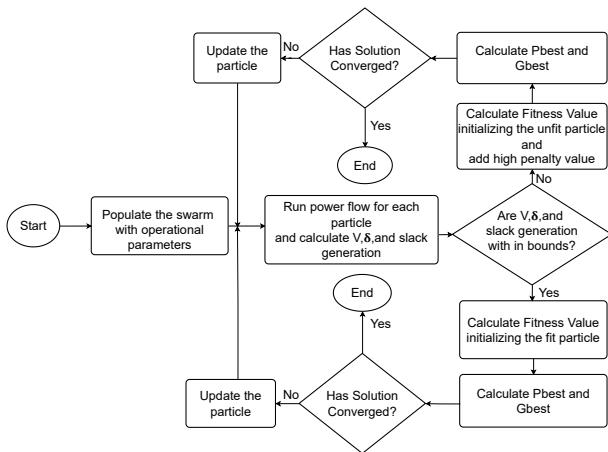 Update the
particle
No
Has Solution
Converged?
Calculate Pbest and
Gbest
Yes
End
Calculate Fitness Value
initializing the unfit particle
and
add high penalty value
No
Start
Populate the swarm
with operational
parameters
Run power flow for each
particle
and calculate V,δ,and slack
generation
Are
V,δ,and
slack generation
with in bounds?
Yes
End
Yes
Calculate Fitness Value
initializing the fit particle
Update the
particle
No
Has Solution
Converged?
Calculate Pbest and
Gbest